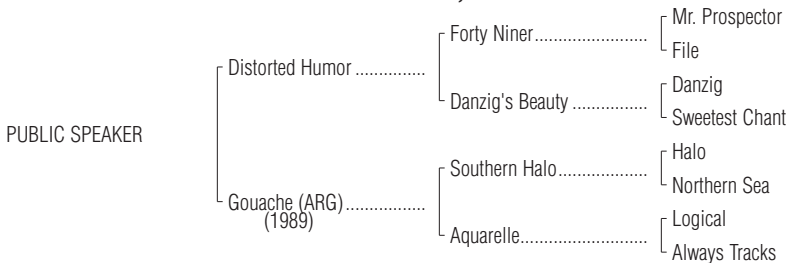 Mr. Prospector
Forty Niner.......................
File
Distorted Humor ...............
Danzig
Danzig's Beauty ................
Sweetest Chant
PUBLIC SPEAKER
Halo
Southern Halo...................
Northern Sea
Gouache (ARG).................
(1989)
Logical
Aquarelle...........................
Always Tracks